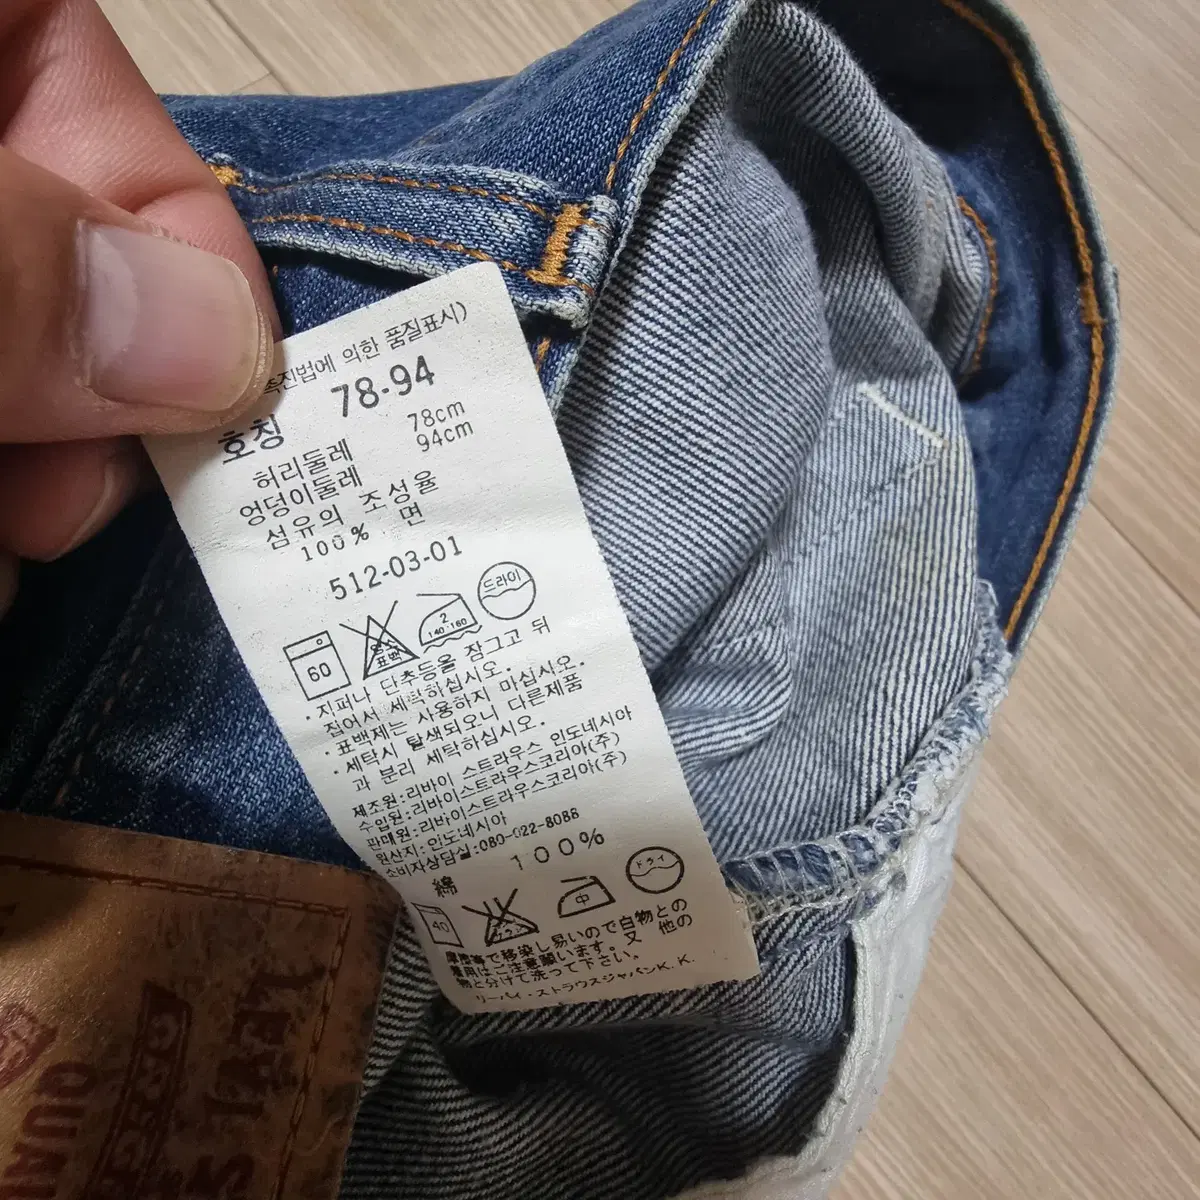 촉진법에 의한 품질표시)
호칭 78-94
허리둘레 78cm
엉덩이둘레 94cm
섬유의 조성율
100% 면
512-03-01
60 염소 표백 2 140-160 드라이
· 지퍼나 단추등을 잠그고 뒤
집어서 세탁하십시오.
· 표백제는 사용하지 마십시오.
· 세탁시 탈색되오니 다른제품
과 분리 세탁하십시오.
제조원:리바이 스트라우스 인도네시아
수입원:리바이스트라우스코리아(주)
판매원:리바이스트라우스코리아(주)
원산지:인도네시아
소비자상담실:080-022-8088
綿 100%
40 中 ドライ
摩擦等で移染し易いので白物との
着用はご注意願います。又 他の
物と分けて洗って下さい。
リーバイ・ストラウスジャパンK.K.
LEVI
QUA